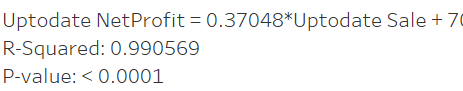 Uptodate NetProfit = 0.37048*Uptodate Sale + 7
R-Squared: 0.990569
P-value: < 0.0001